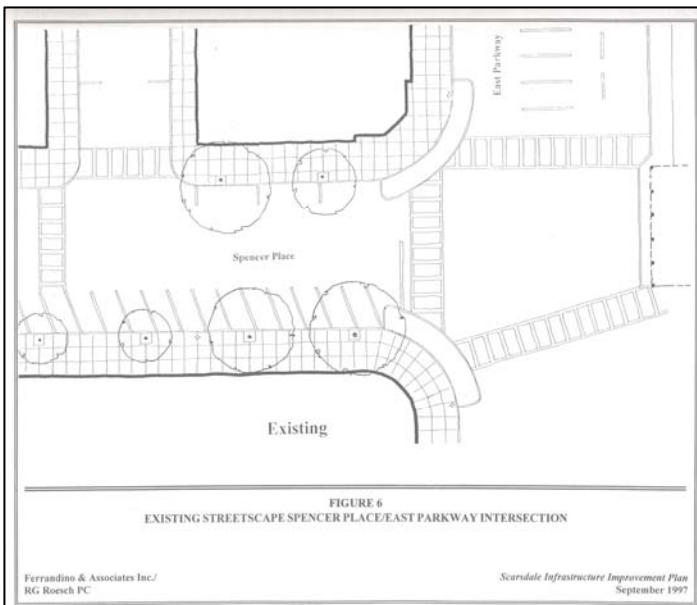 East Parkway
Spencer Place
Existing
FIGURE 6
EXISTING STREETSCAPE SPENCER PLACE/EAST PARKWAY INTERSECTION
Ferrandino & Associates Inc./
RG Roesch PC
Scarsdale Infrastructure Improvement Plan
September 1997